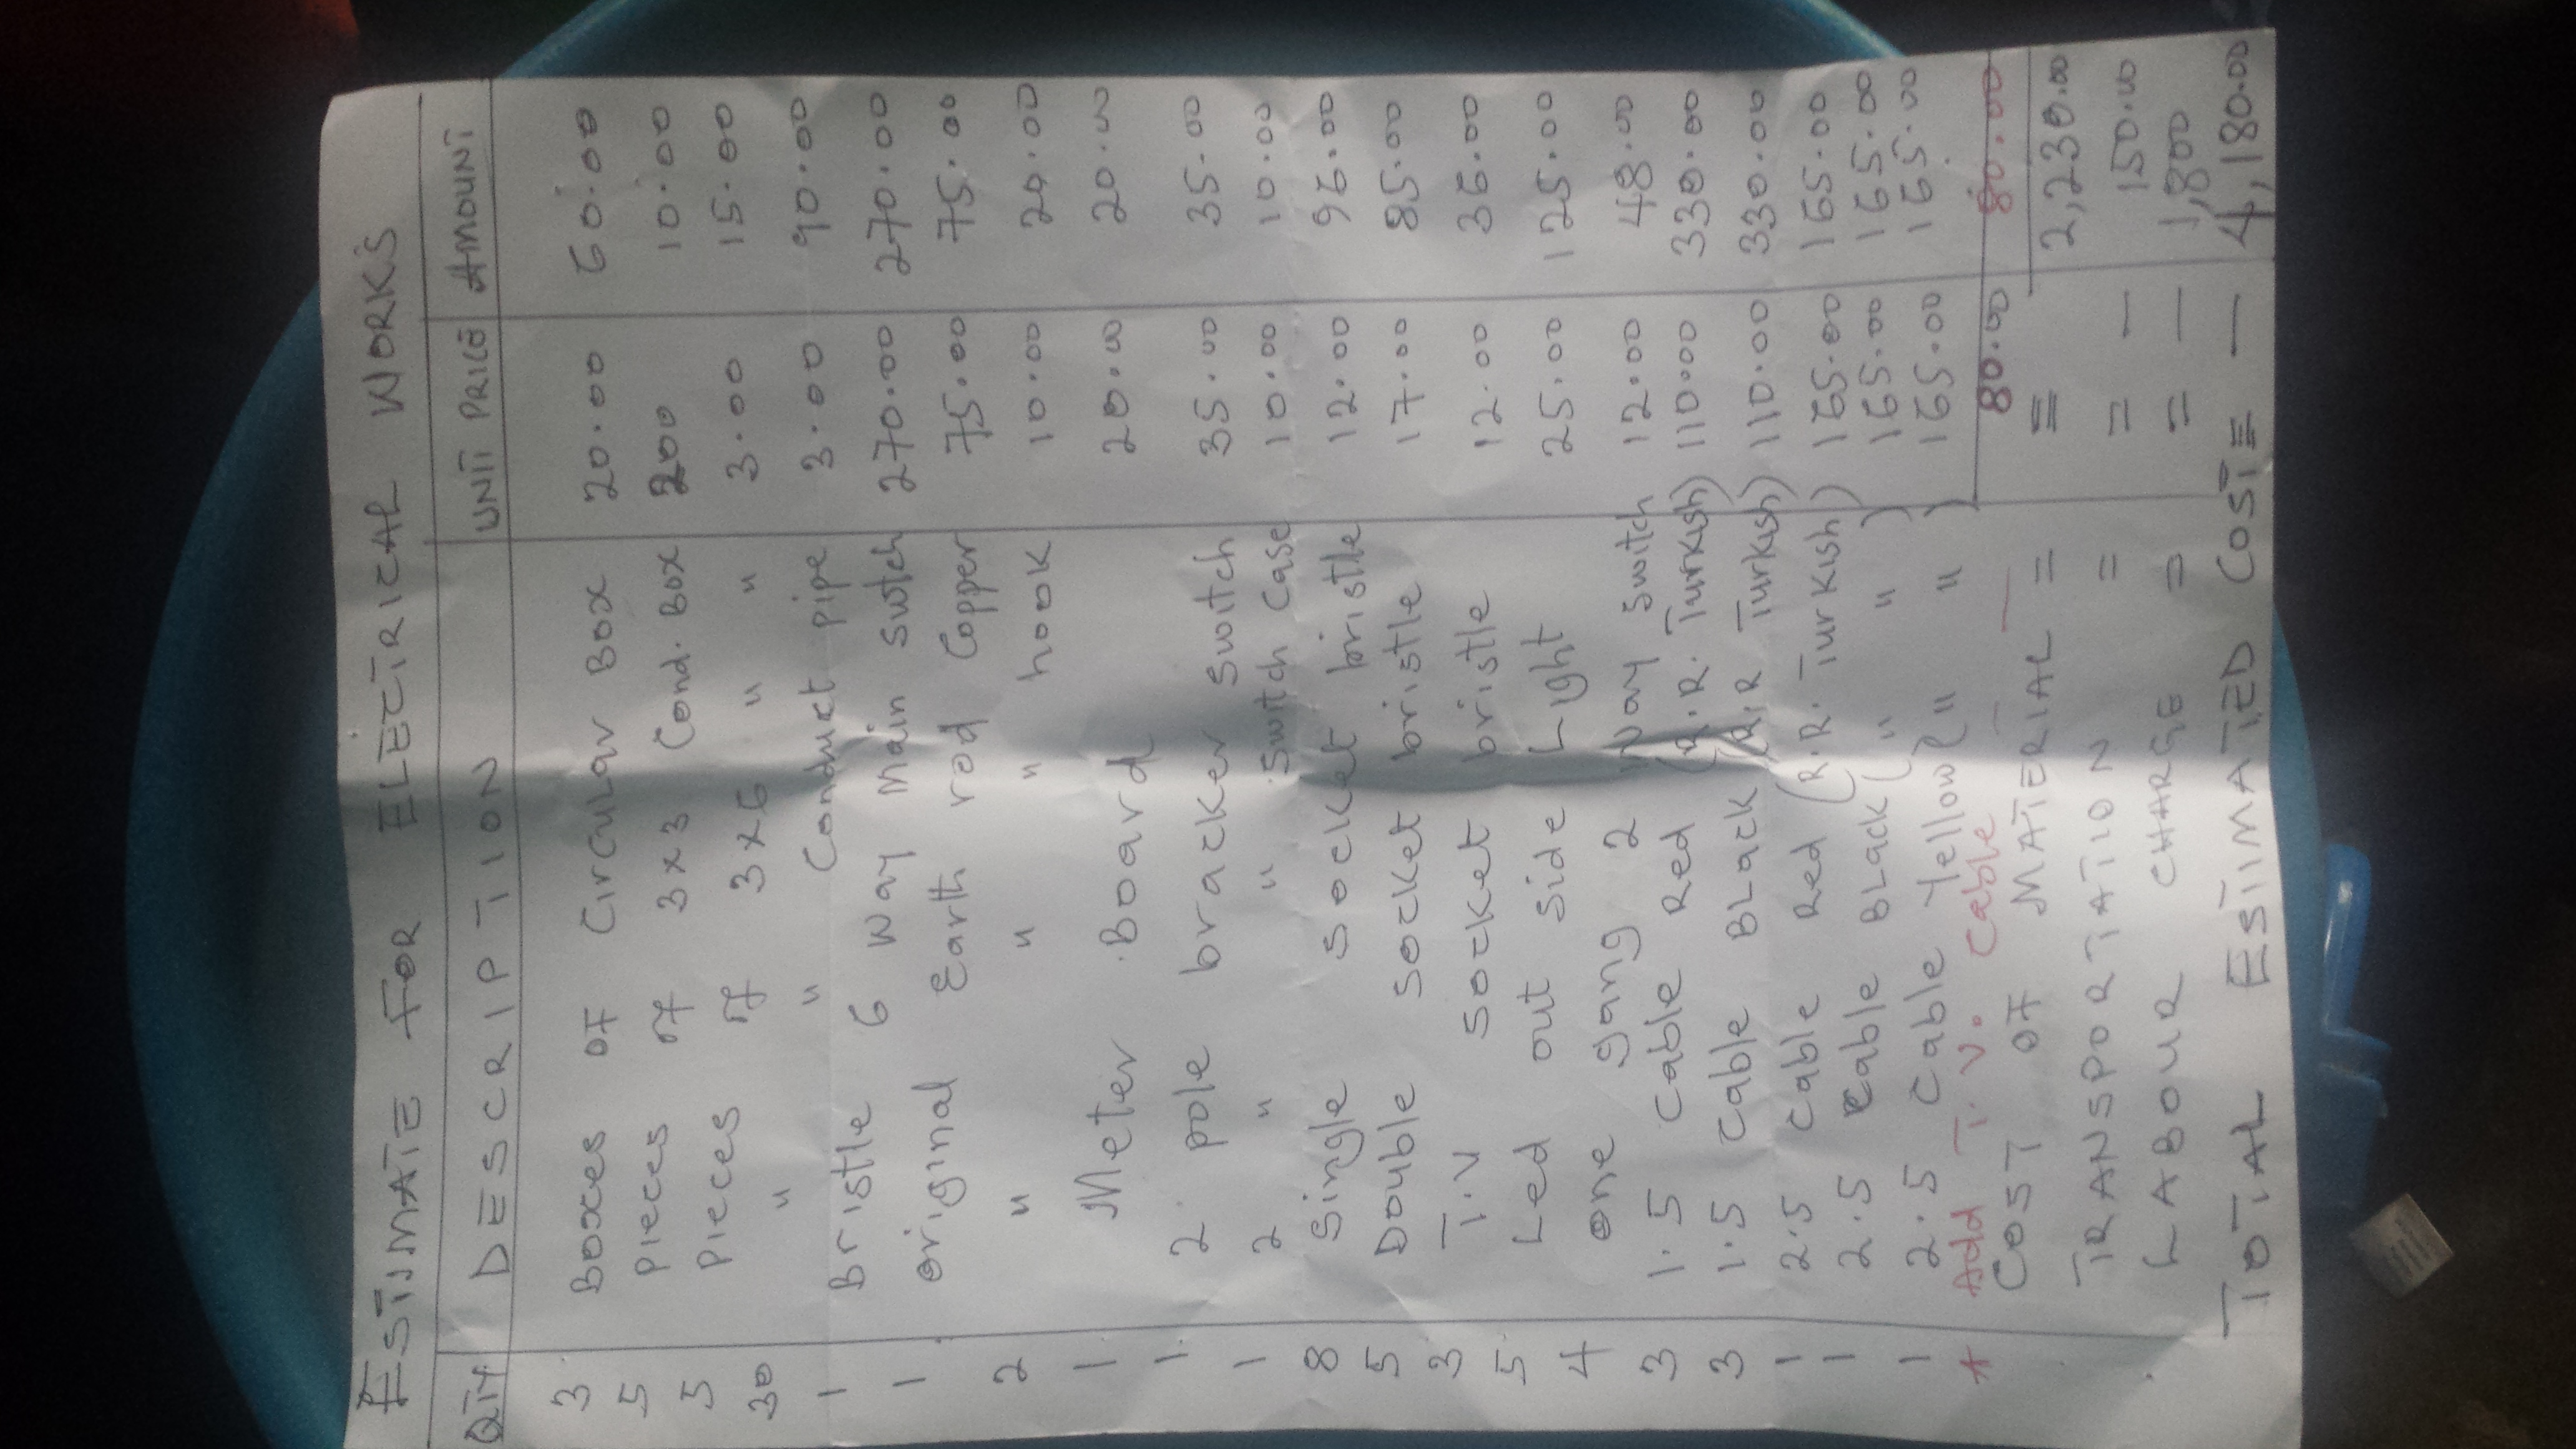 ESTIMATE FOR ELECTRICAL WORKS
QTY DESCRIPTION UNIT PRICE AMOUNT
3 Boxes OF Circular Box 20.00 60.00
5 Pieces of 3x3 Cond. Box 200 10.00
5 Pieces of 3x6 " " 3.00 15.00
30 " " Conduct pipe 3.00 90.00
1 Bristle 6 Way Main Swtch 270.00 270.00
1 original Earth rod Copper 75.00 75.00
2 " " " hook 10.00 20.00
1 Meter Board 20.00 20.00
1. 2 pole bracker switch 35.00 35-00
1 2 " " Switch Case 10.00 10.00
8 Single Socket bristle 12.00 96.00
5 Double Socket bristle 17.00 85.00
3 T.V Socket bristle 12.00 36.00
5 Led out side Light 25.00 125.00
4 one gang 2 Way Switch 12.00 48.00
3 1.5 Cable Red (R.R. Turkish) 110.00 330.00
3 1.5 Cable BLack (R.R Turkish) 110.00 330.00
1 2.5 Cable Red (R.R. Turkish) 165.00 165.00
1 2.5 Cable BLack (" ") 165.00 165.00
1 2.5 Cable Yellow (" ") 165.00 165.00
* Add T.V. Cable — — 80.00 80.00
COST OF MATERIAL = ≡ 2,230.00
TRANSPORTATION = = — 150.00
LABOUR CHARGE = = — 1,800
TOTAL ESTIMATED COST ≡ — 4,180.00